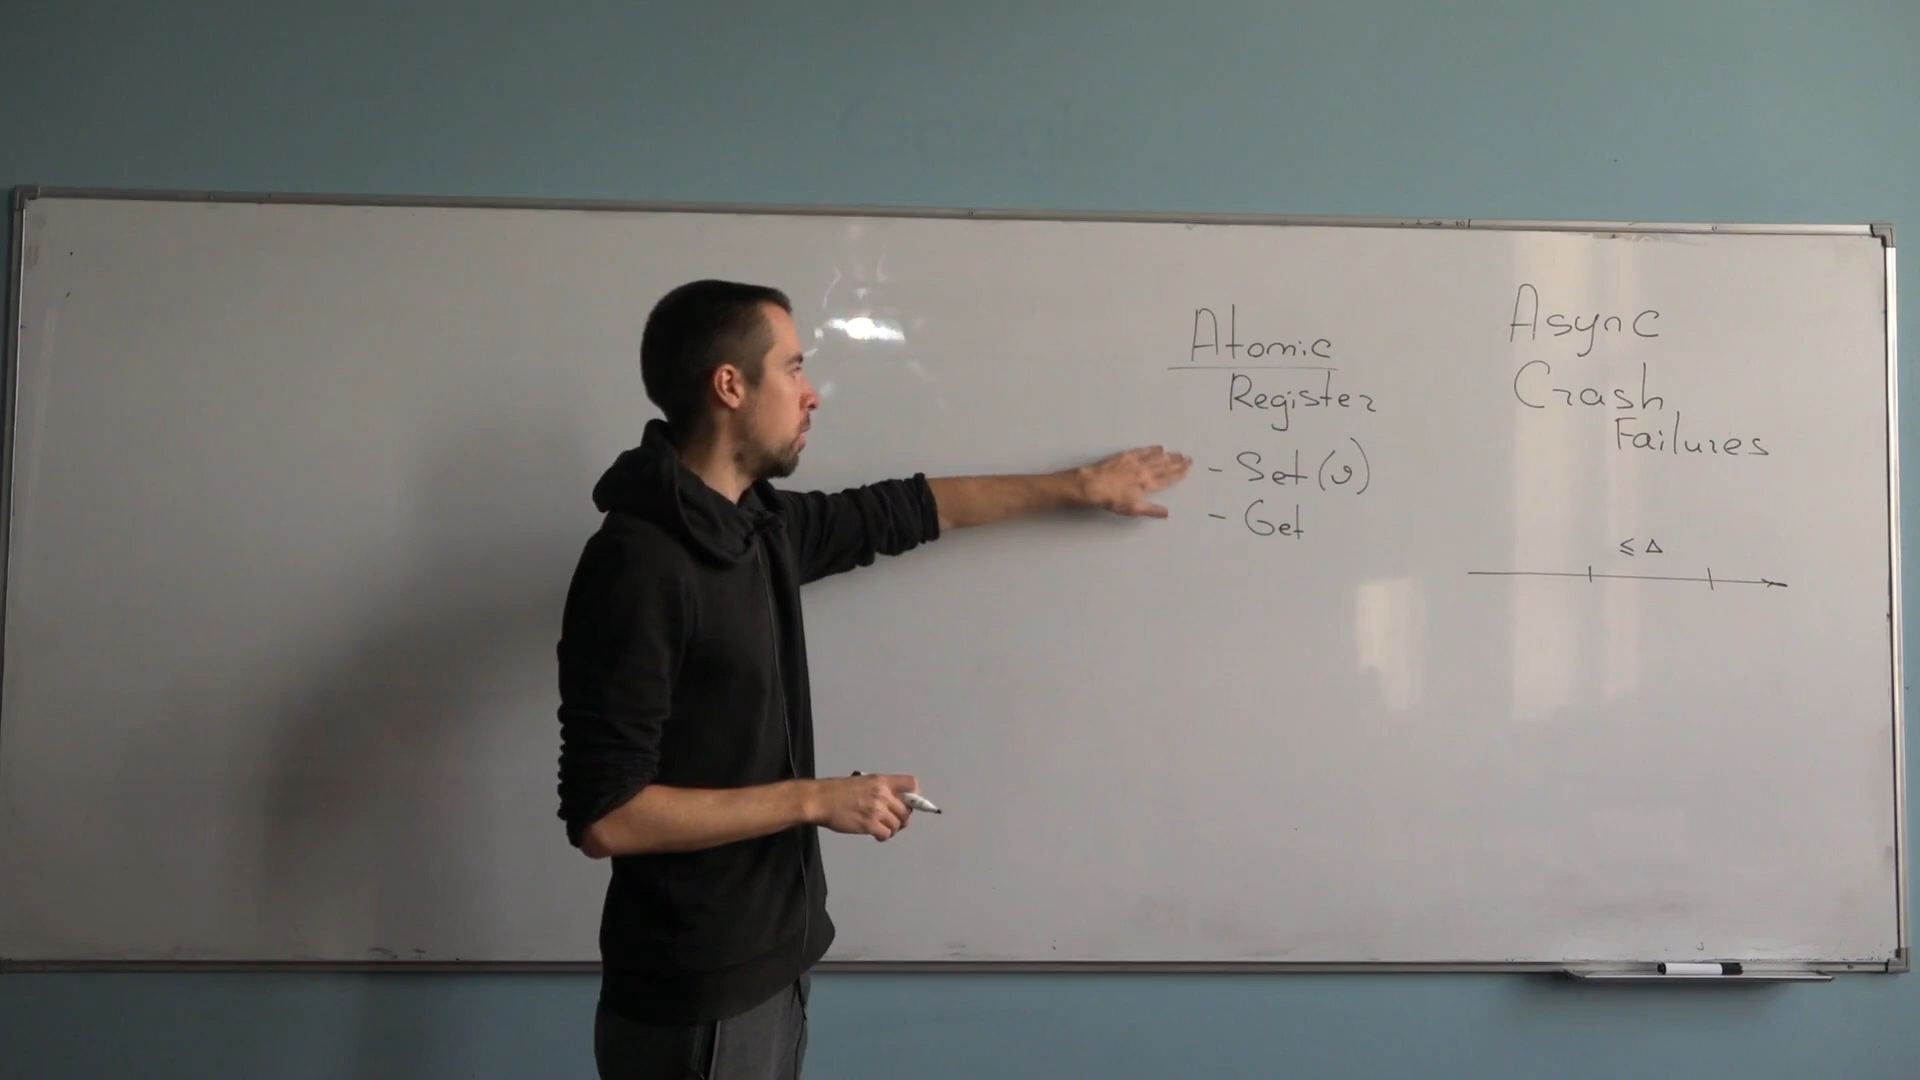 Atomic
Register
- Set(v)
- Get
Async
Crash
Failures
≤ Δ